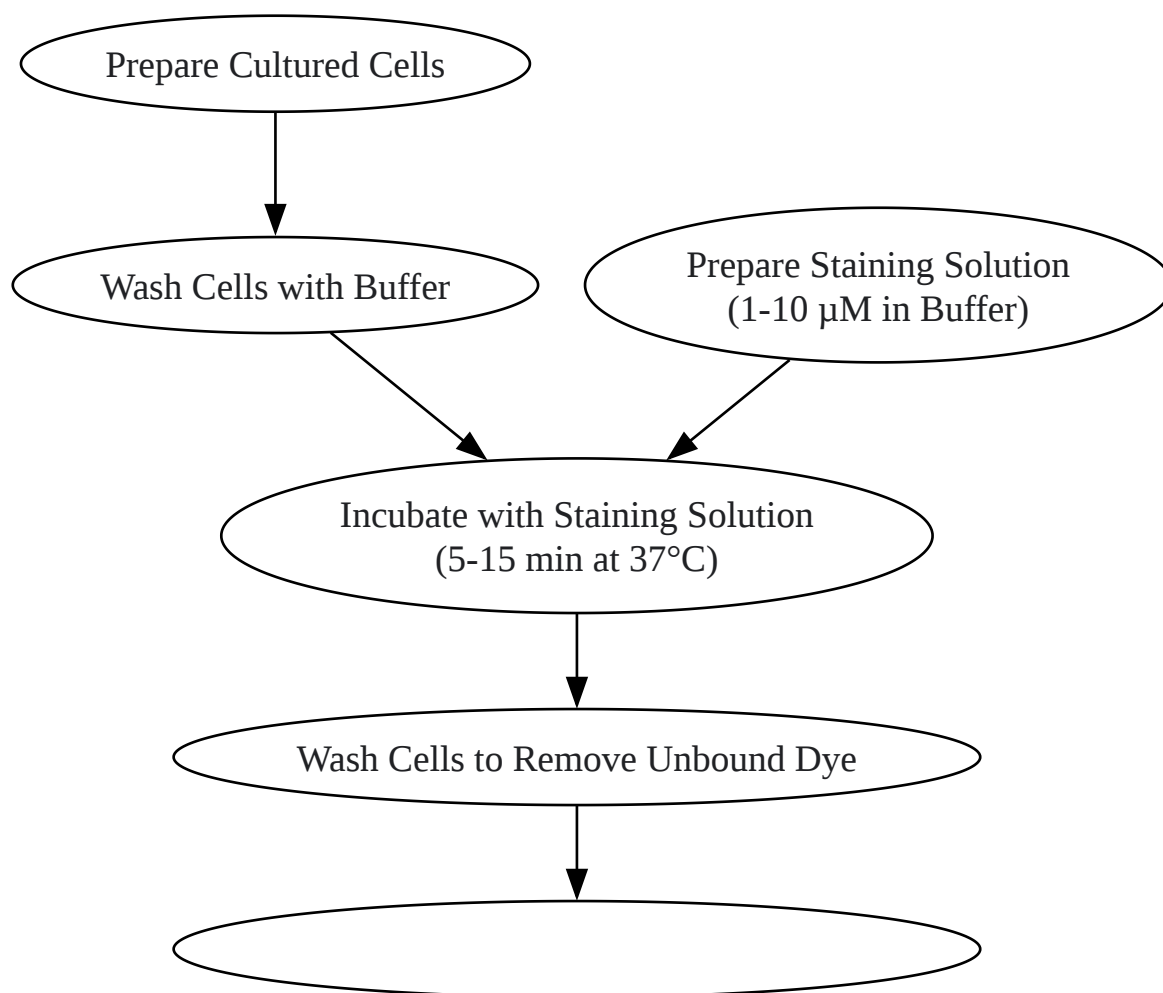 Prepare Cultured Cells
Wash Cells with Buffer
Prepare Staining Solution
(1-10 µM in Buffer)
Incubate with Staining Solution
(5-15 min at 37°C)
Wash Cells to Remove Unbound Dye